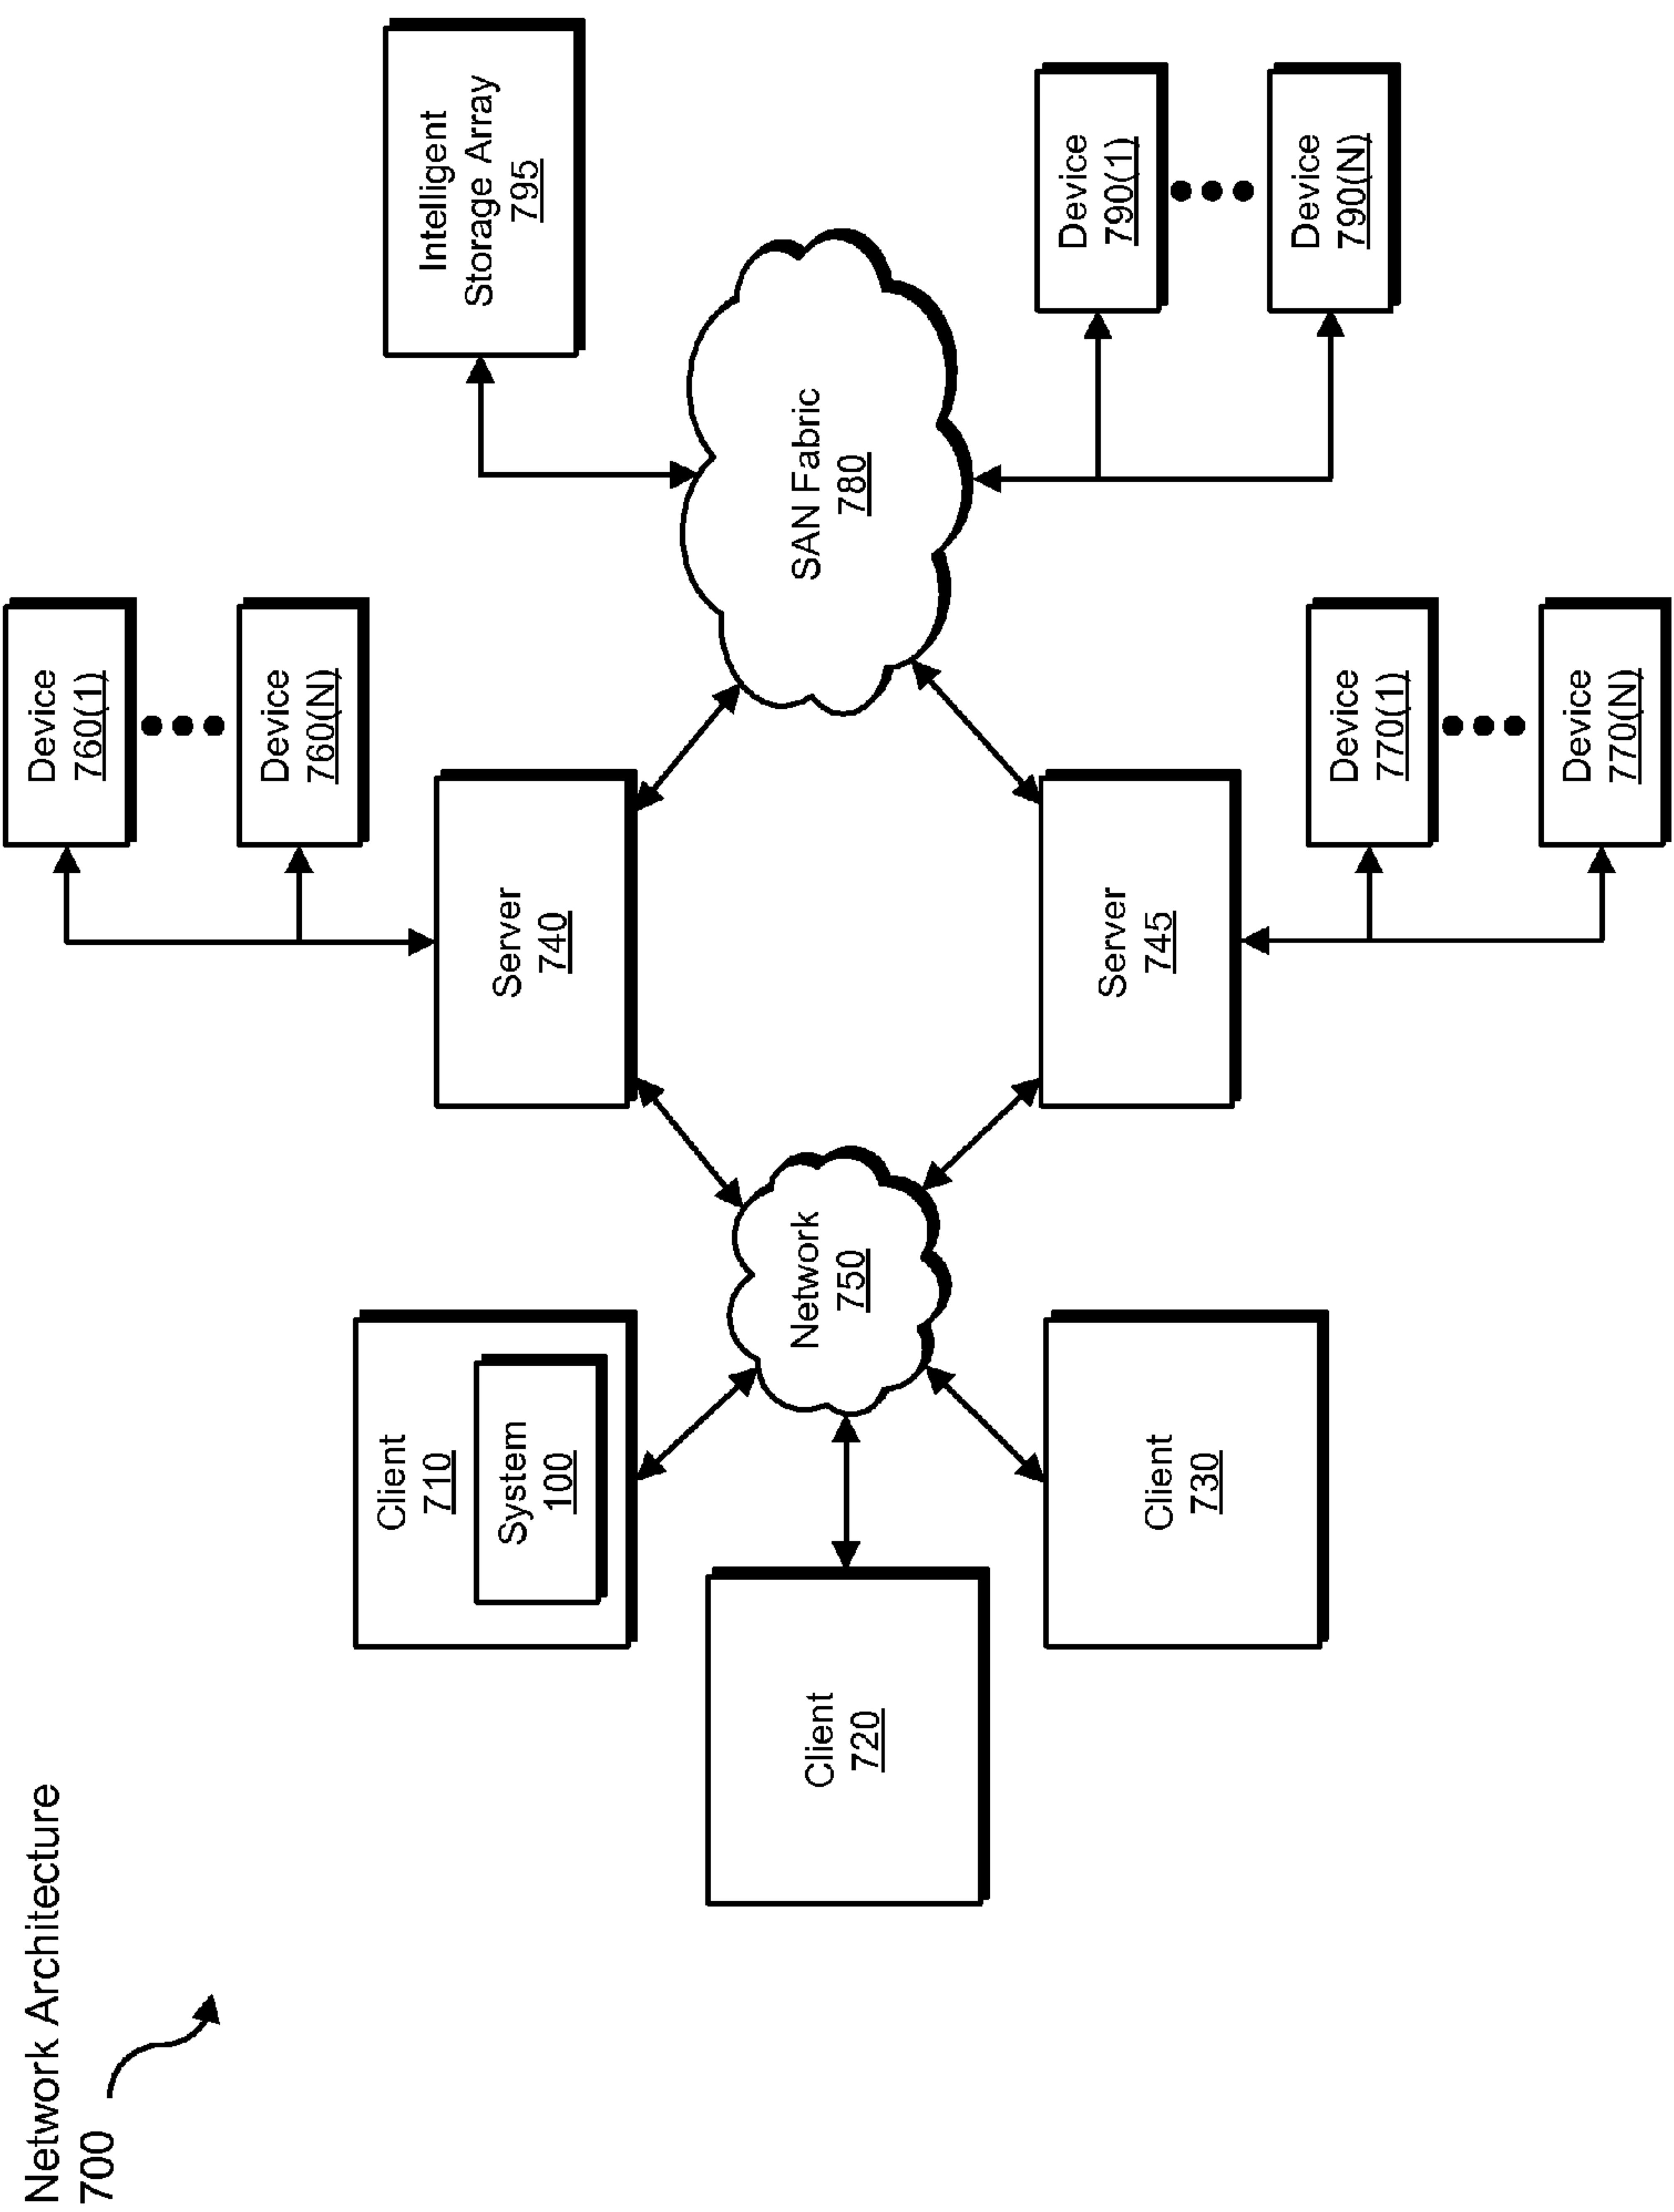 Network Architecture
700
Client
710
System
100
Client
720
Client
730
Network
750
Server
740
Server
745
Device
760(1)
Device
760(N)
Device
770(1)
Device
770(N)
SAN Fabric
780
Intelligent
Storage Array
795
Device
790(1)
Device
790(N)